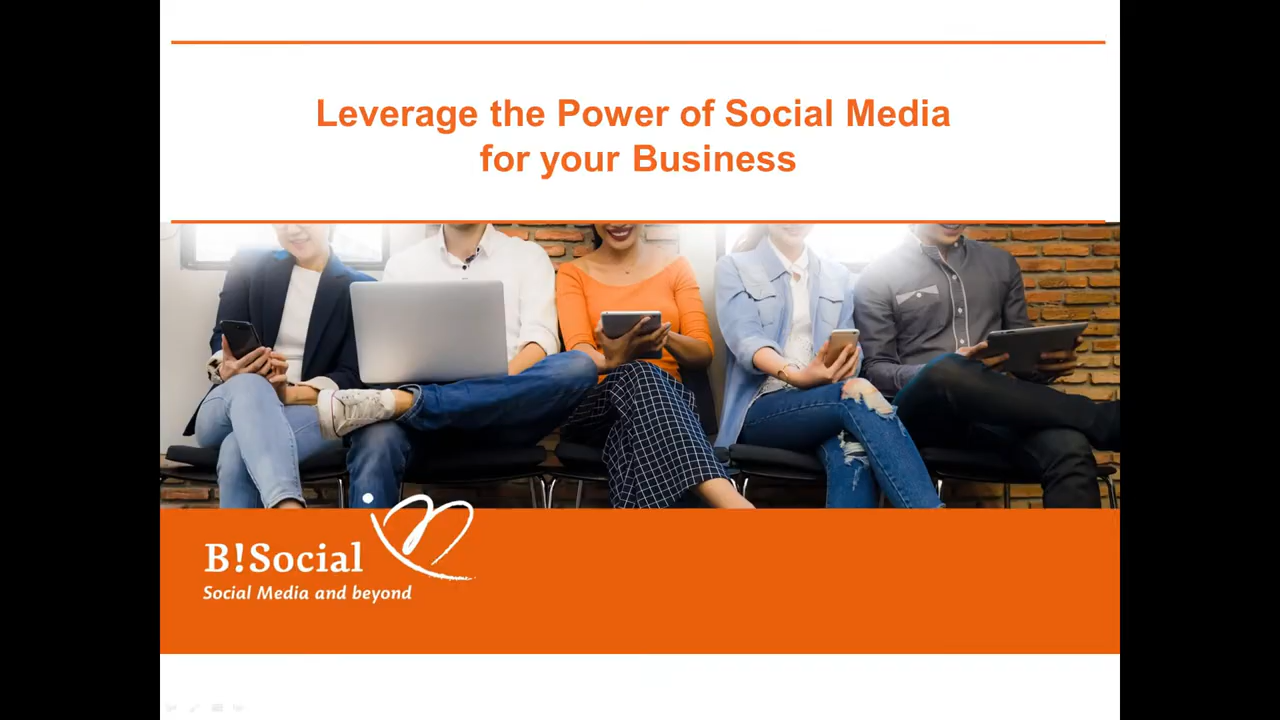 Leverage the Power of Social Media
for your Business
B!Social
Social Media and beyond